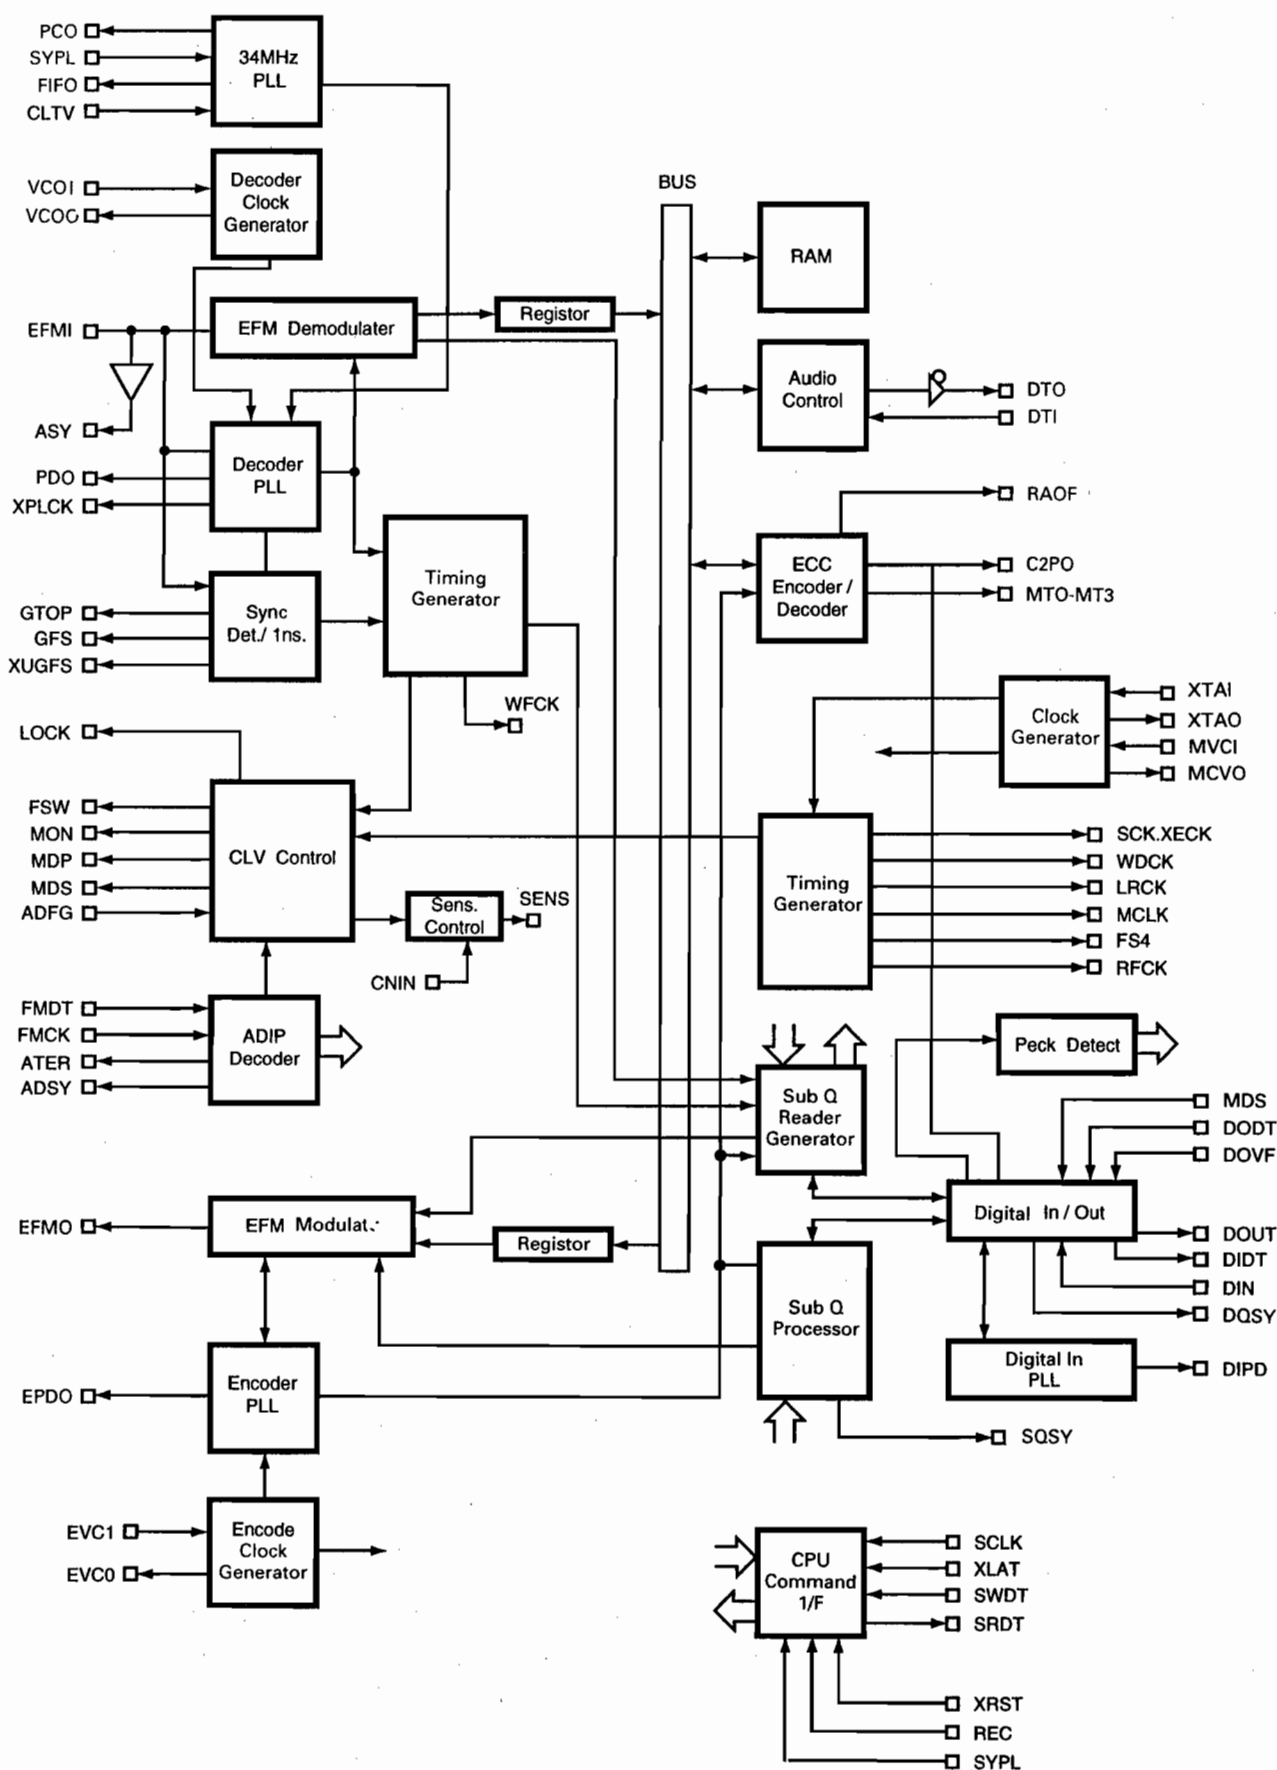 PCO
SYPL
FIFO
CLTV
34MHz
PLL
VCOI
VCOO
Decoder
Clock
Generator
BUS
RAM
EFMI
EFM Demodulater
Registor
ASY
PDO
XPLCK
Decoder
PLL
Audio
Control
DTO
DTI
RAOF
GTOP
GFS
XUGFS
Sync
Det./ 1ns.
Timing
Generator
ECC
Encoder /
Decoder
C2PO
MTO-MT3
WFCK
Clock
Generator
XTAI
XTAO
MVCI
MCVO
LOCK
FSW
MON
MDP
MDS
ADFG
CLV Control
Sens.
Control
SENS
CNIN
Timing
Generator
SCK.XECK
WDCK
LRCK
MCLK
FS4
RFCK
FMDT
FMCK
ATER
ADSY
ADIP
Decoder
Peck Detect
Sub Q
Reader
Generator
MDS
DODT
DOVF
EFMO
EFM
Registor
Digital In / Out
DOUT
DIDT
DIN
DQSY
Sub Q
Processor
EPDO
Encoder
PLL
Digital In
PLL
DIPD
SQSY
EVC1
EVC0
Encode
Clock
Generator
CPU
Command
1/F
SCLK
XLAT
SWDT
SRDT
XRST
REC
SYPL